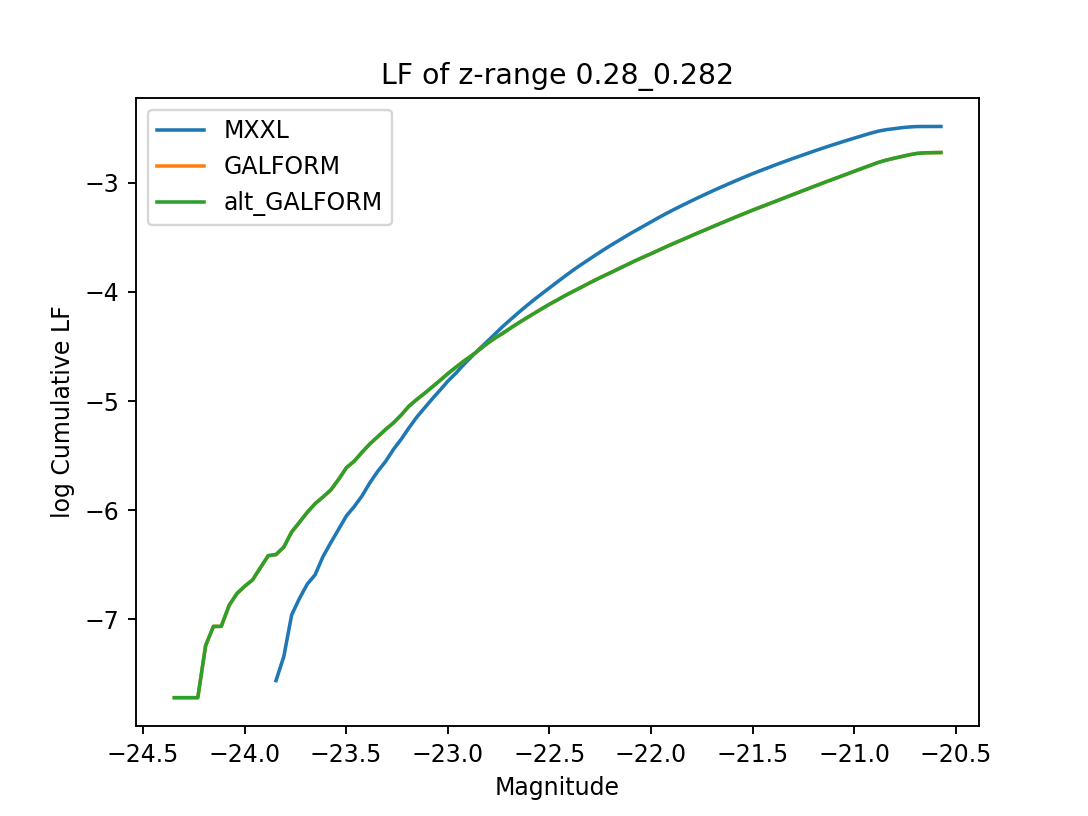 LF of z-range 0.28_0.282
MXXL
GALFORM
alt_GALFORM
log Cumulative LF
−3
−4
−5
−6
−7
−24.5 −24.0 −23.5 −23.0 −22.5 −22.0 −21.5 −21.0 −20.5
Magnitude